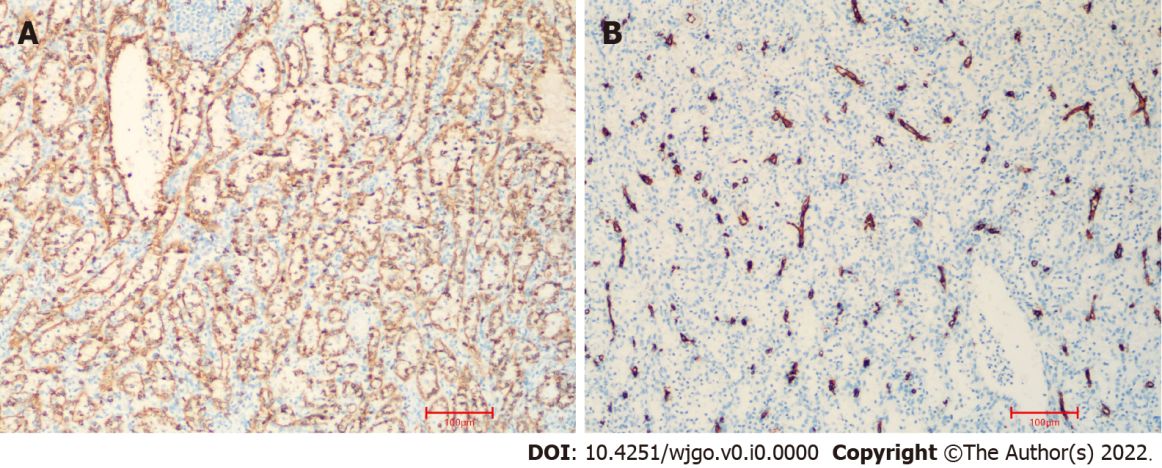 A
B
100μm
100μm
DOI: 10.4251/wjgo.v0.i0.0000 Copyright ©The Author(s) 2022.